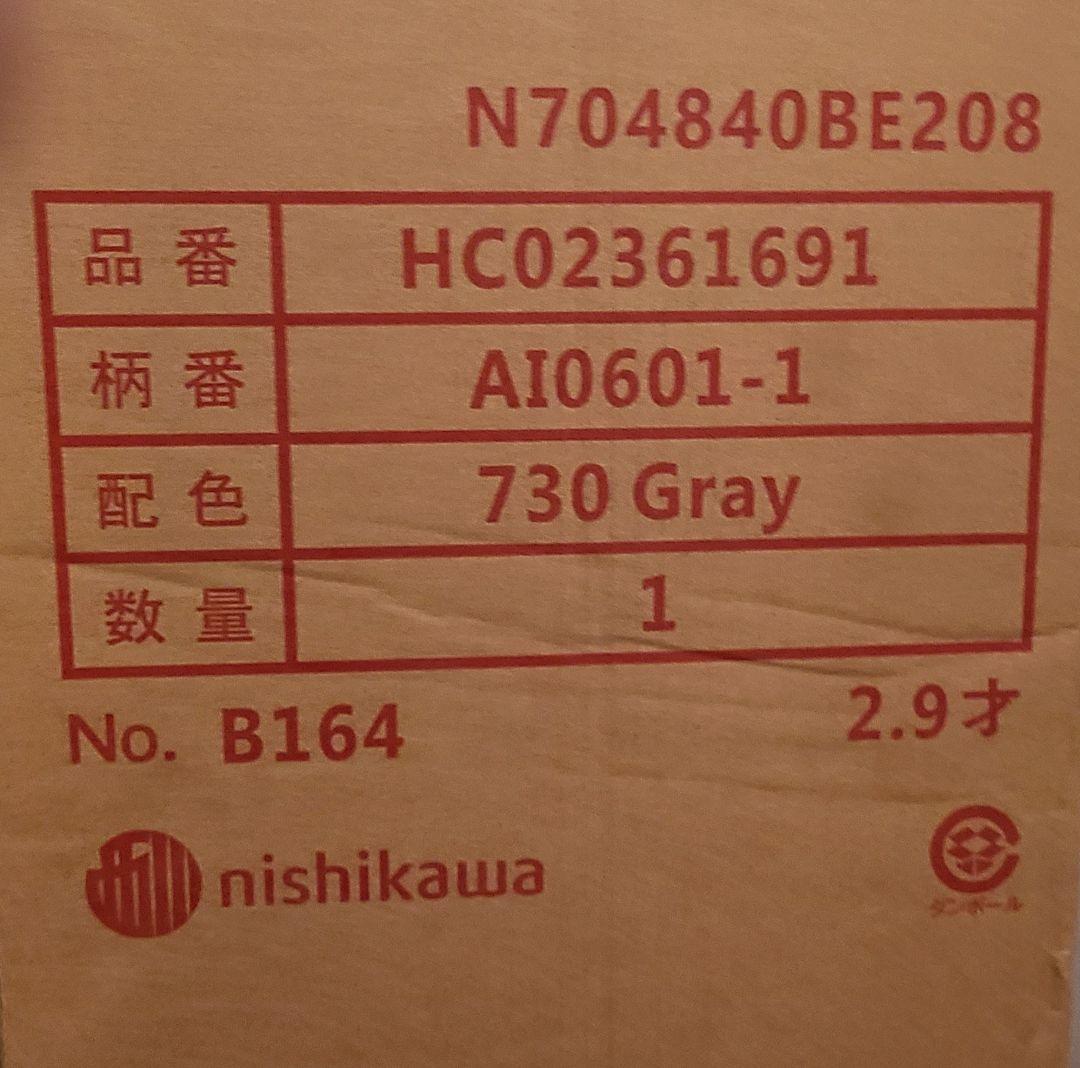 N704840BE208
品番 HC02361691
柄番 AI0601-1
配色 730 Gray
数量 1
No. B164 2.9才
nishikawa
ダンボール